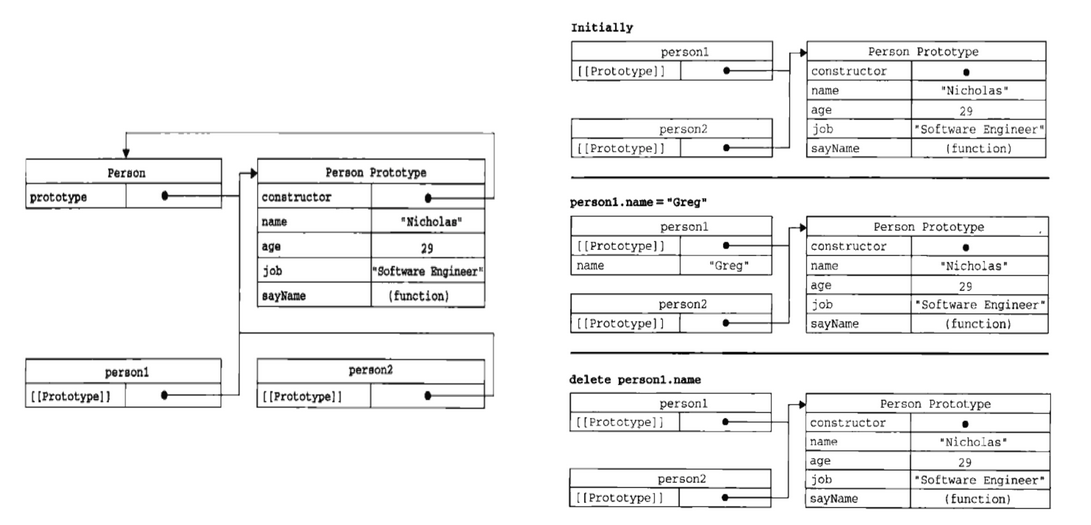 Person
prototype
Person Prototype
constructor
name "Nicholas"
age 29
job "Software Engineer"
sayName (function)
person1
[[Prototype]]
person2
[[Prototype]]
Initially
person1
[[Prototype]]
person2
[[Prototype]]
Person Prototype
constructor
name "Nicholas"
age 29
job "Software Engineer"
sayName (function)
person1.name="Greg"
person1
[[Prototype]]
name "Greg"
person2
[[Prototype]]
Person Prototype
constructor
name "Nicholas"
age 29
job "Software Engineer"
sayName (function)
delete person1.name
person1
[[Prototype]]
person2
[[Prototype]]
Person Prototype
constructor
name "Nicholas"
age 29
job "Software Engineer"
sayName (function)